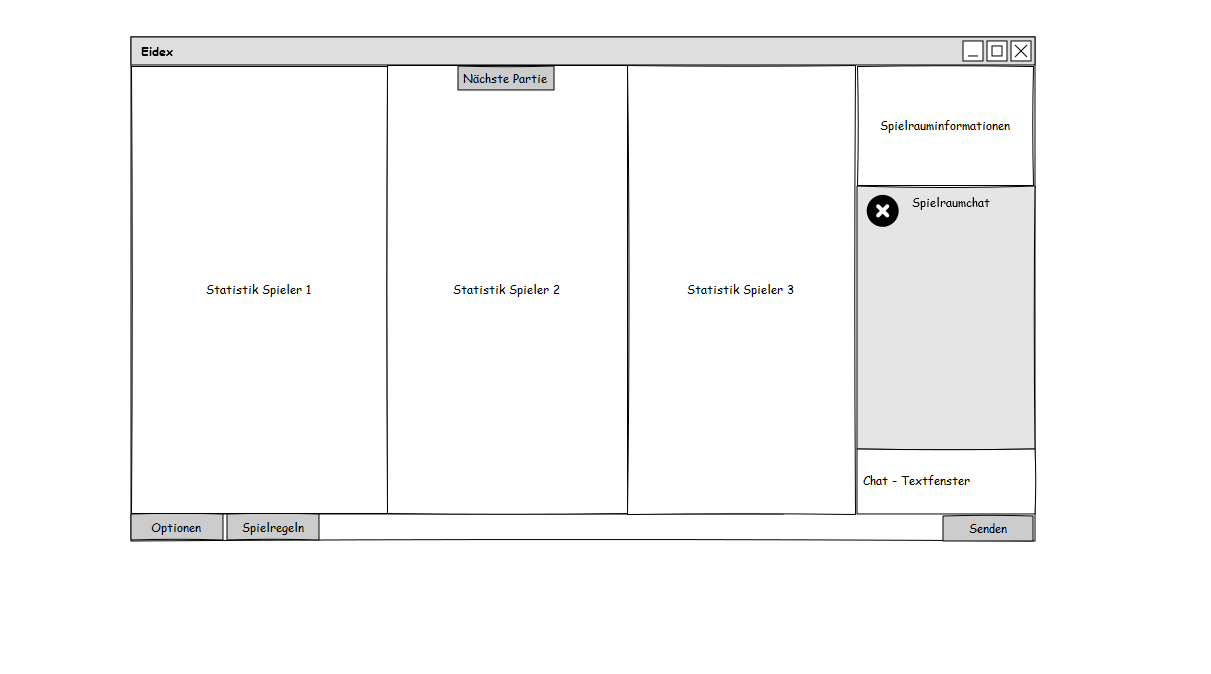 Eidex
Nächste Partie
Spielrauminformationen
Spielraumchat
Statistik Spieler 1
Statistik Spieler 2
Statistik Spieler 3
Chat - Textfenster
Optionen
Spielregeln
Senden